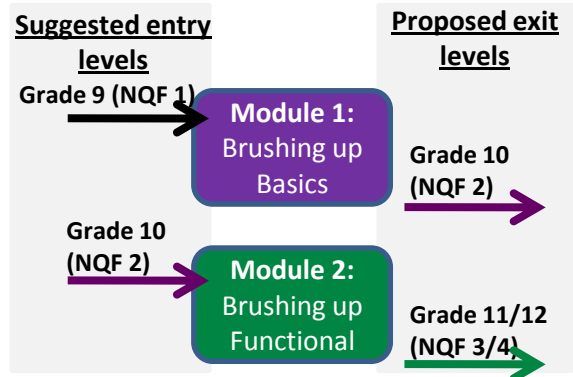 Suggested entry
levels
Proposed exit
levels
Grade 9 (NQF 1)
Module 1:
Brushing up
Basics
Grade 10
(NQF 2)
Grade 10
(NQF 2)
Module 2:
Brushing up
Functional
Grade 11/12
(NQF 3/4)